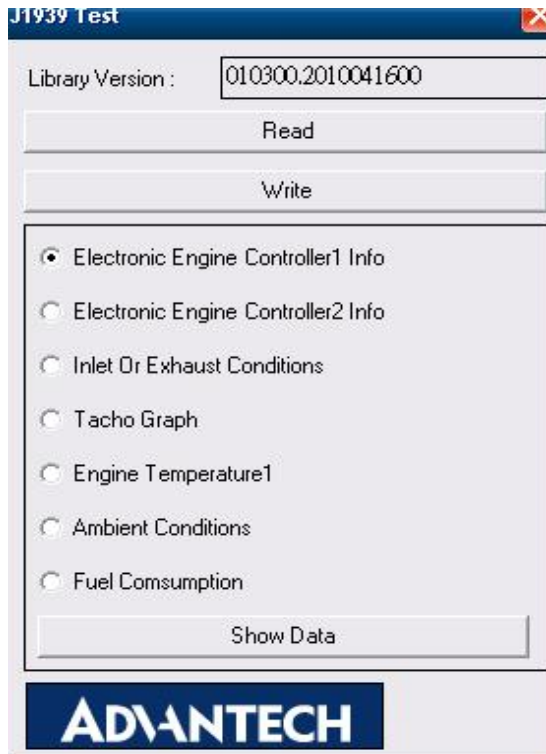 J1939 Test
Library Version : 010300.2010041600
Read
Write
Electronic Engine Controller1 Info
Electronic Engine Controller2 Info
Inlet Or Exhaust Conditions
Tacho Graph
Engine Temperature1
Ambient Conditions
Fuel Comsumption
Show Data
ADVANTECH